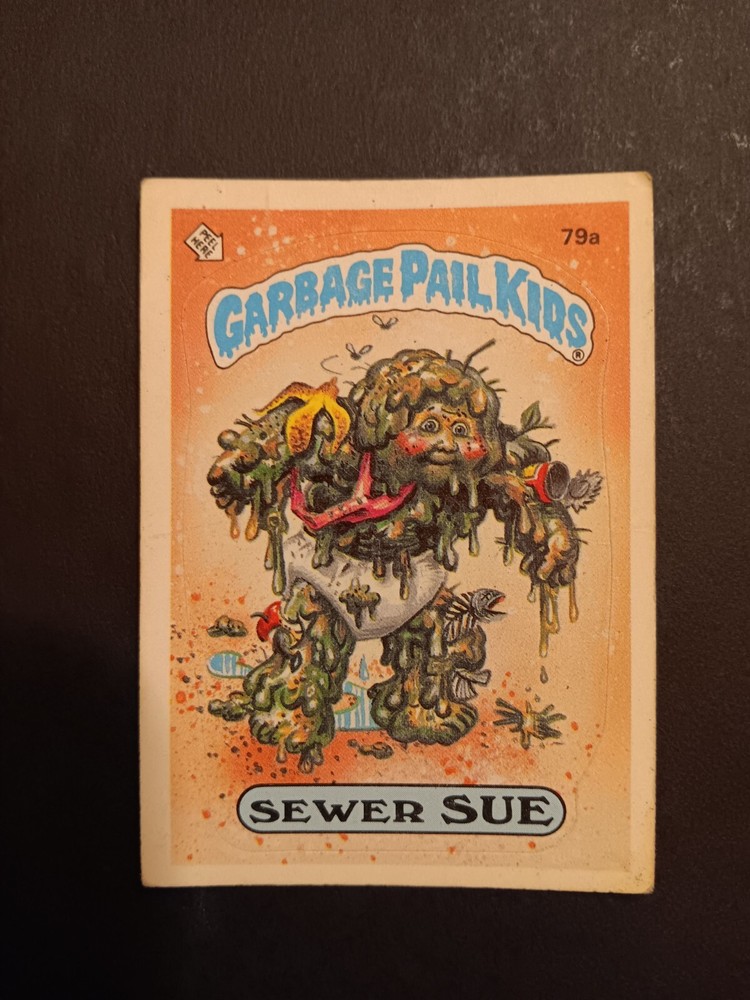 PEEL
HERE
79a
GARBAGE PAIL KIDS
®
SEWER SUE